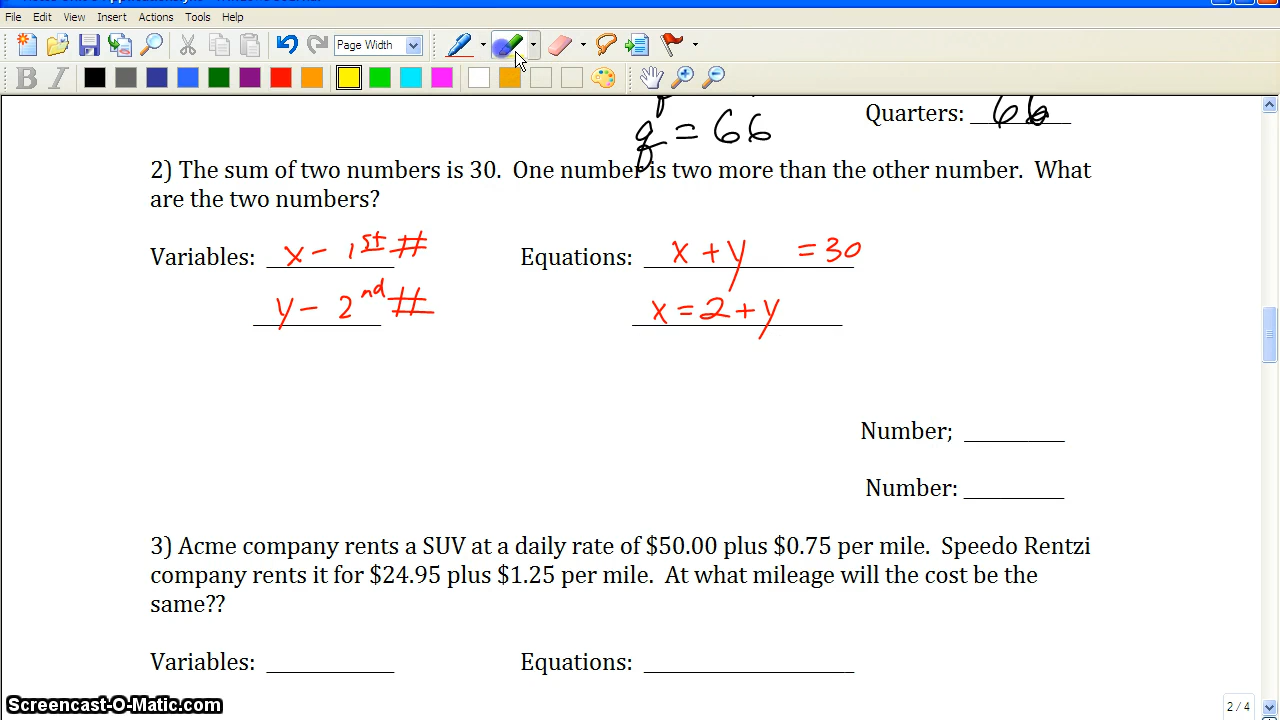 File Edit View Insert Actions Tools Help
Page Width
q = 66
Quarters: 66
2) The sum of two numbers is 30. One number is two more than the other number. What
are the two numbers?
Variables: x - 1st # Equations: x + y = 30
y - 2nd # x = 2 + y
Number; ________
Number: ________
3) Acme company rents a SUV at a daily rate of $50.00 plus $0.75 per mile. Speedo Rentzi
company rents it for $24.95 plus $1.25 per mile. At what mileage will the cost be the
same??
Variables: __________ Equations: ________________
2 / 4
Screencast-O-Matic.com